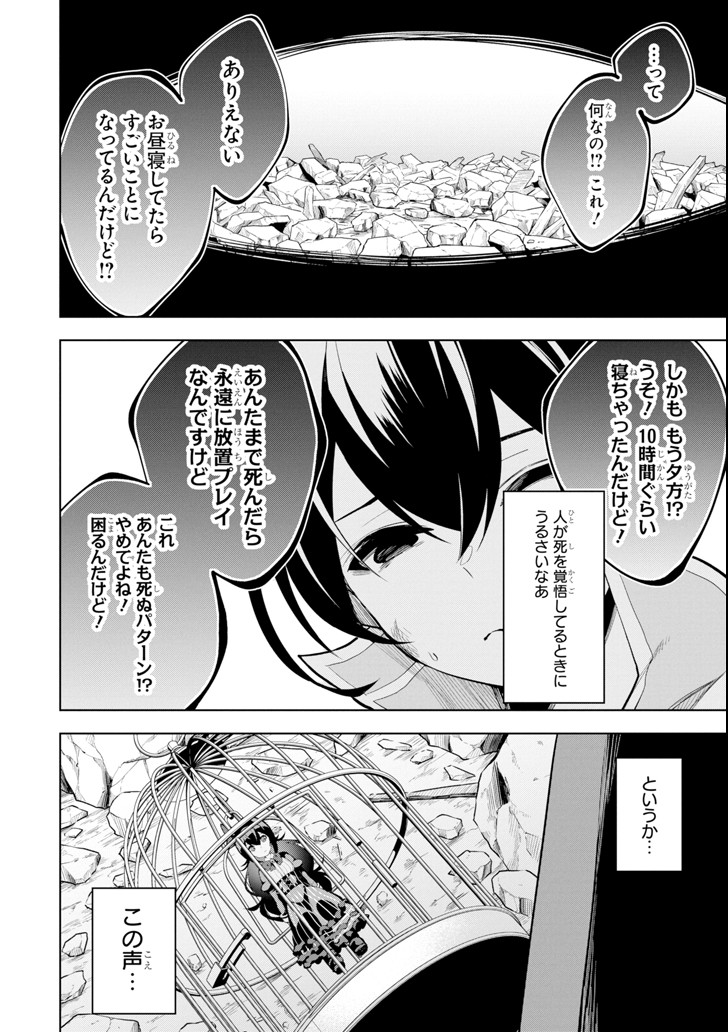 …って
何なの!? これ！
ありえない
お昼寝してたら
すごいことに
なってるんだけど!?
しかも もう夕方!?
うそ！ 10時間ぐらい
寝ちゃったんだけど！
人が死を覚悟してるときに
うるさいなあ
あんたまで死んだら
永遠に放置プレイ
なんですけど
これ
あんたも死ぬパターン!?
やめてよね！
困るんだけど！
というか…
この声…